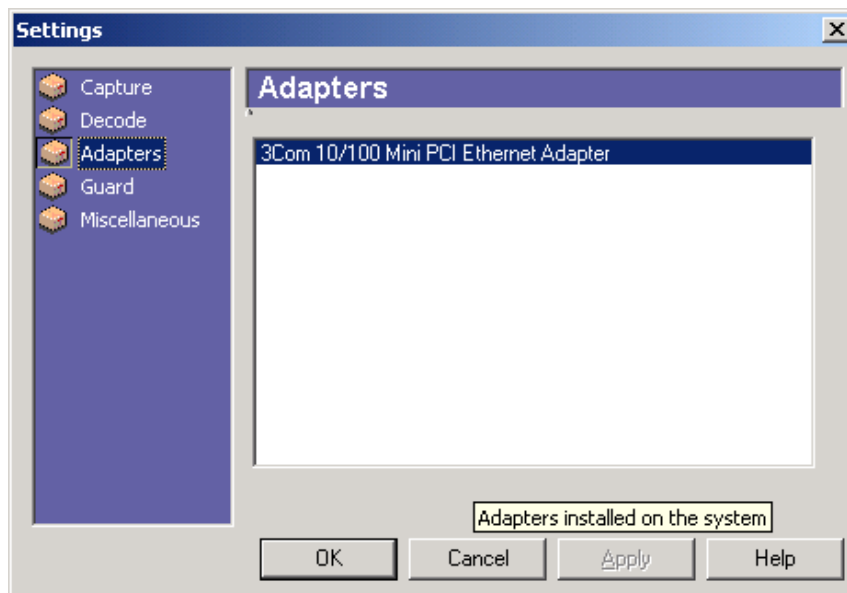 Settings
Capture
Decode
Adapters
Guard
Miscellaneous
Adapters
3Com 10/100 Mini PCI Ethernet Adapter
Adapters installed on the system
OK
Cancel
Apply
Help